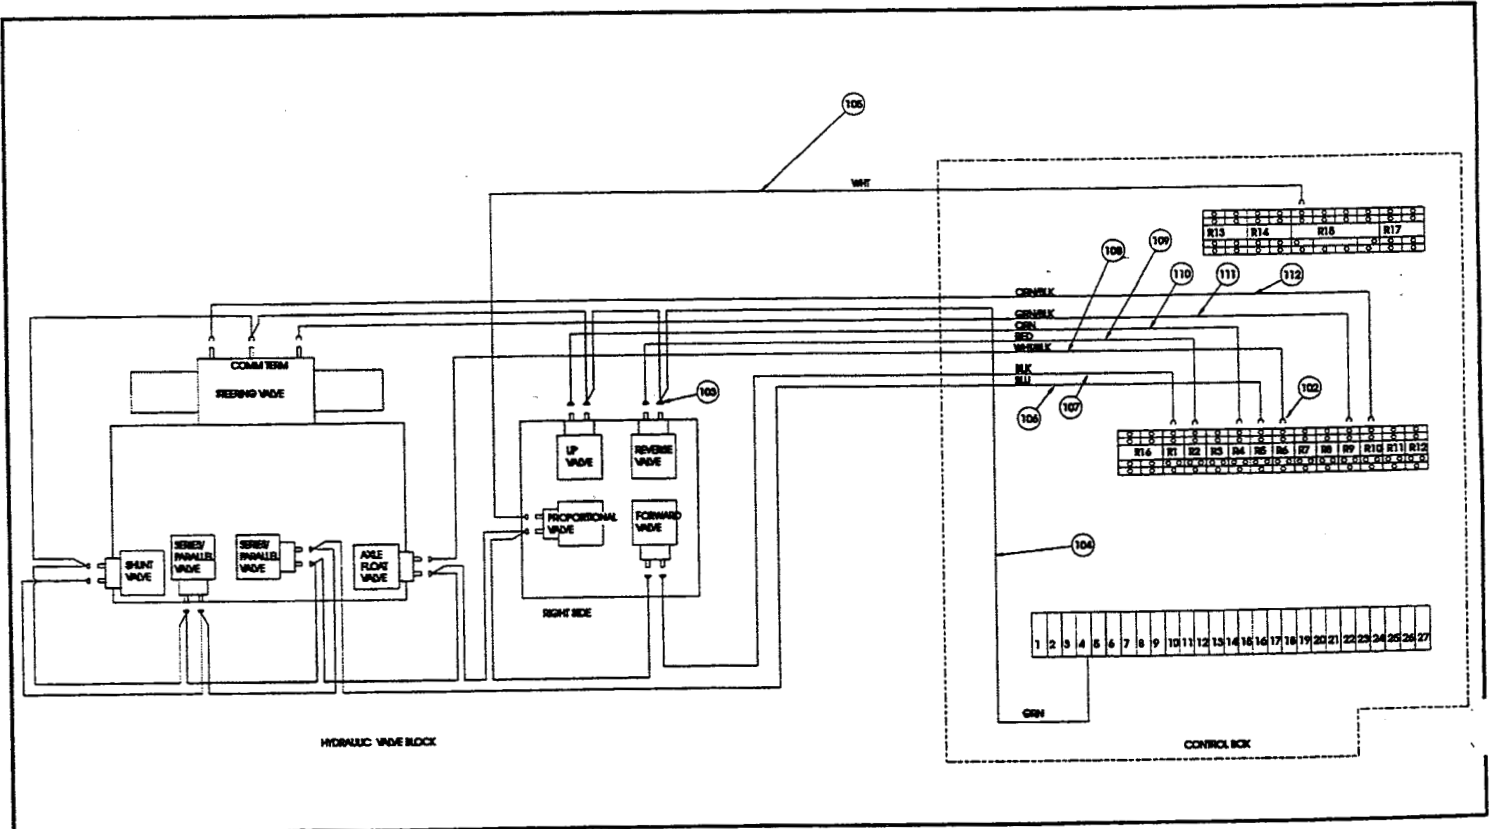 105
WHT
R13 R14 R15 R17
108
109
110
111
112
ORN/BLK
GRN/BLK
ORN
RED
WHT/BLK
BLK
BLU
COMM TERM
STEERING VALVE
103
106
107
102
UP
VALVE
REVERSE
VALVE
R16 R1 R2 R3 R4 R5 R6 R7 R8 R9 R10 R11 R12
PROPORTIONAL
VALVE
FORWARD
VALVE
SHUNT
VALVE
SERIES/
PARALLEL
VALVE
SERIES/
PARALLEL
VALVE
AXLE
FLOAT
VALVE
104
RIGHT SIDE
1 2 3 4 5 6 7 8 9 10 11 12 13 14 15 16 17 18 19 20 21 22 23 24 25 26 27
GRN
HYDRAULIC VALVE BLOCK
CONTROL BOX